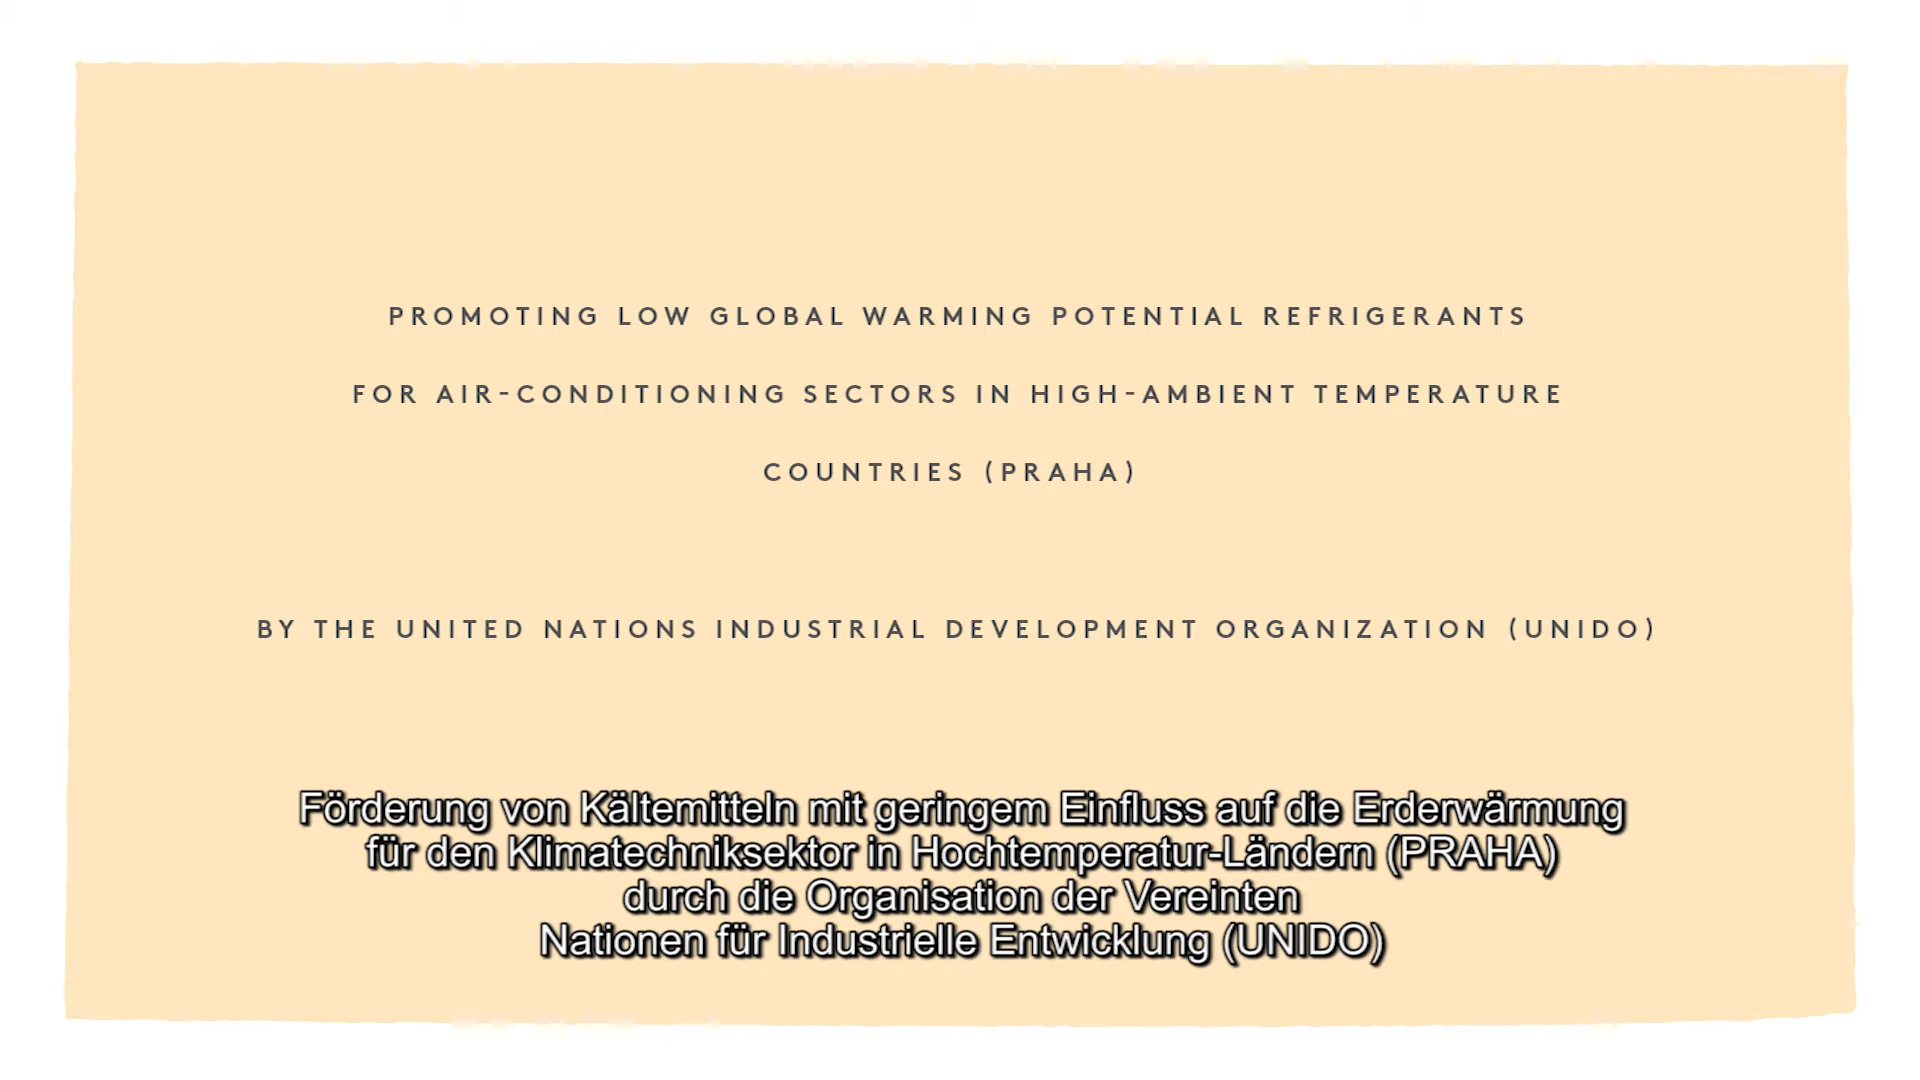 PROMOTING LOW GLOBAL WARMING POTENTIAL REFRIGERANTS
FOR AIR-CONDITIONING SECTORS IN HIGH-AMBIENT TEMPERATURE
COUNTRIES (PRAHA)
BY THE UNITED NATIONS INDUSTRIAL DEVELOPMENT ORGANIZATION (UNIDO)
Förderung von Kältemitteln mit geringem Einfluss auf die Erderwärmung
für den Klimatechniksektor in Hochtemperatur-Ländern (PRAHA)
durch die Organisation der Vereinten
Nationen für Industrielle Entwicklung (UNIDO)